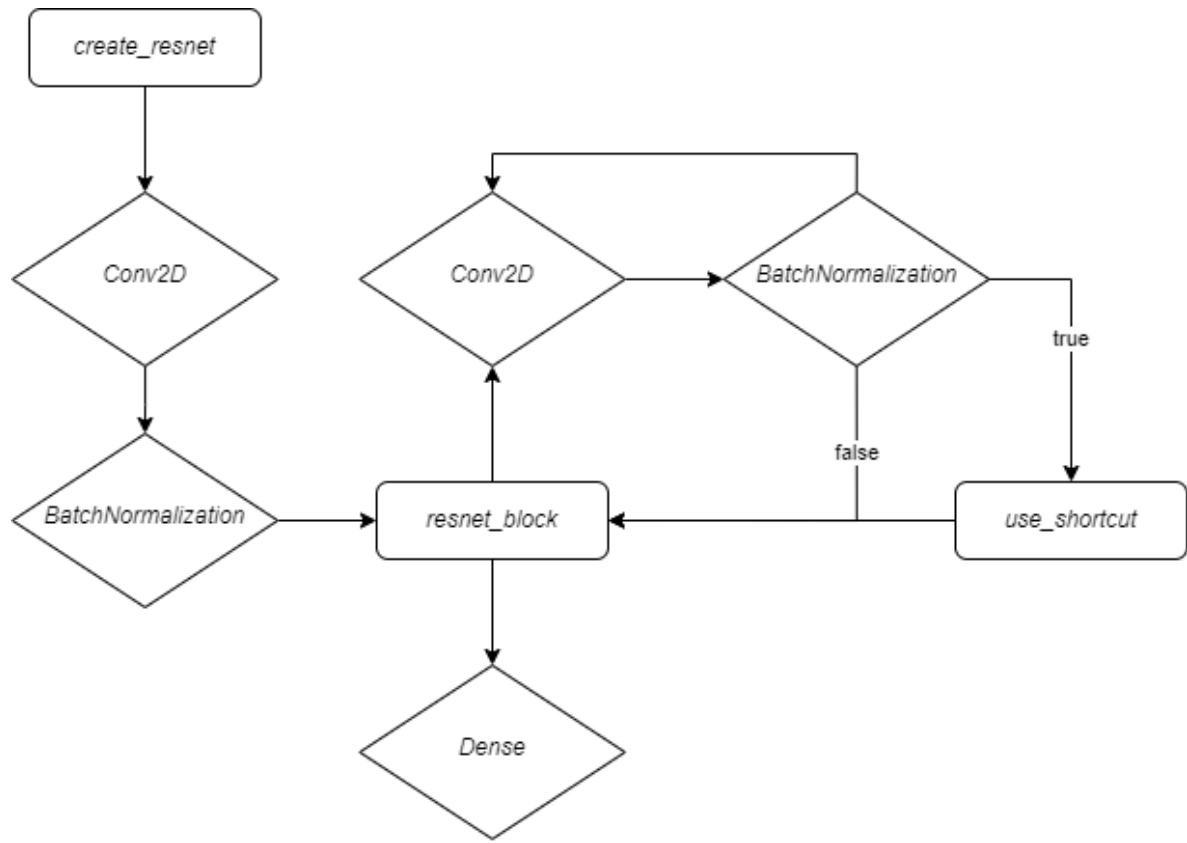 create_resnet
Conv2D
Conv2D
BatchNormalization
true
false
BatchNormalization
resnet_block
use_shortcut
Dense